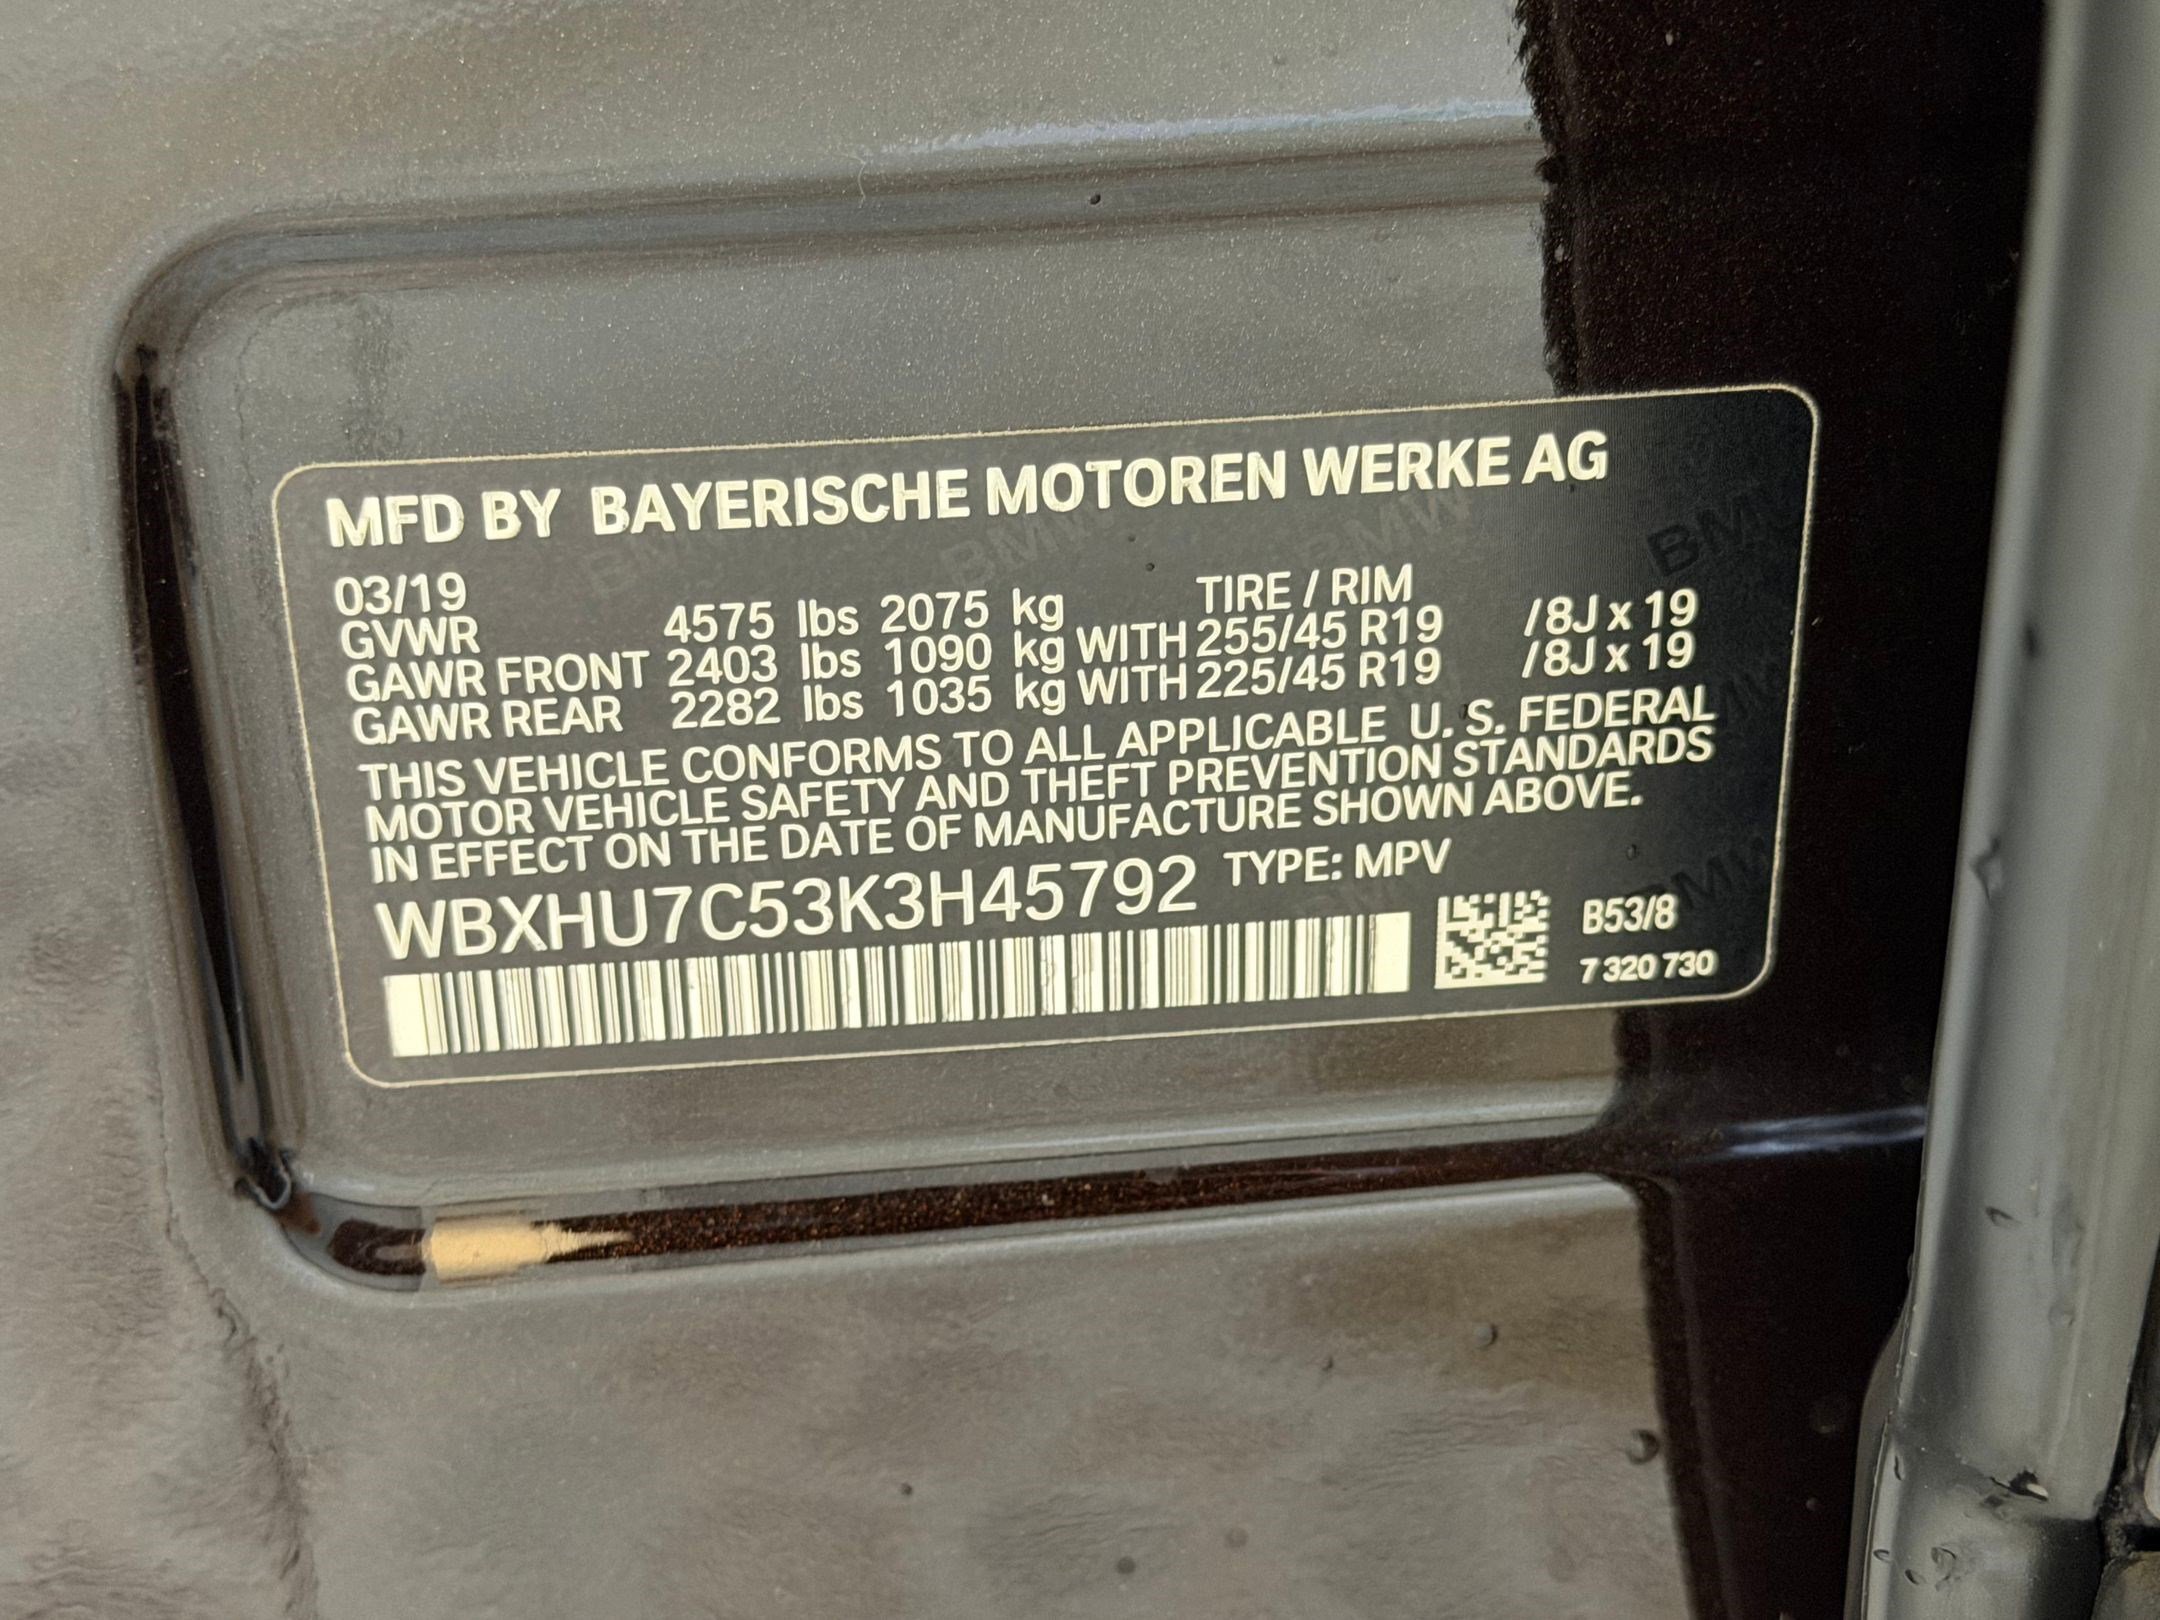 MFD BY BAYERISCHE MOTOREN WERKE AG
03/19 TIRE / RIM
GVWR 4575 lbs 2075 kg
GAWR FRONT 2403 lbs 1090 kg WITH 255/45 R19 /8J x 19
GAWR REAR 2282 lbs 1035 kg WITH 225/45 R19 /8J x 19
THIS VEHICLE CONFORMS TO ALL APPLICABLE U. S. FEDERAL
MOTOR VEHICLE SAFETY AND THEFT PREVENTION STANDARDS
IN EFFECT ON THE DATE OF MANUFACTURE SHOWN ABOVE.
WBXHU7C53K3H45792 TYPE: MPV
B53/8
7 320 730